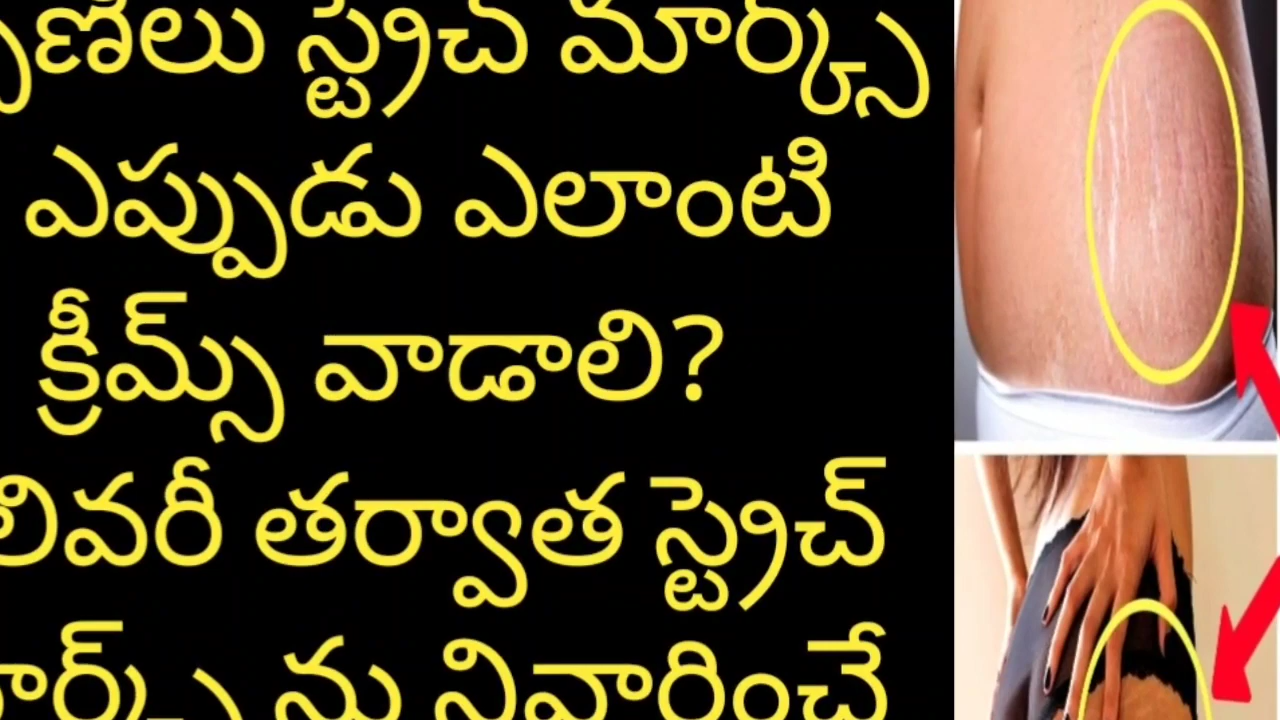 స్ట్రెచ్ మార్క్స్
ఎప్పుడు ఎలాంటి
క్రీమ్స్ వాడాలి?
తర్వాత స్ట్రెచ్
ను నివారించే